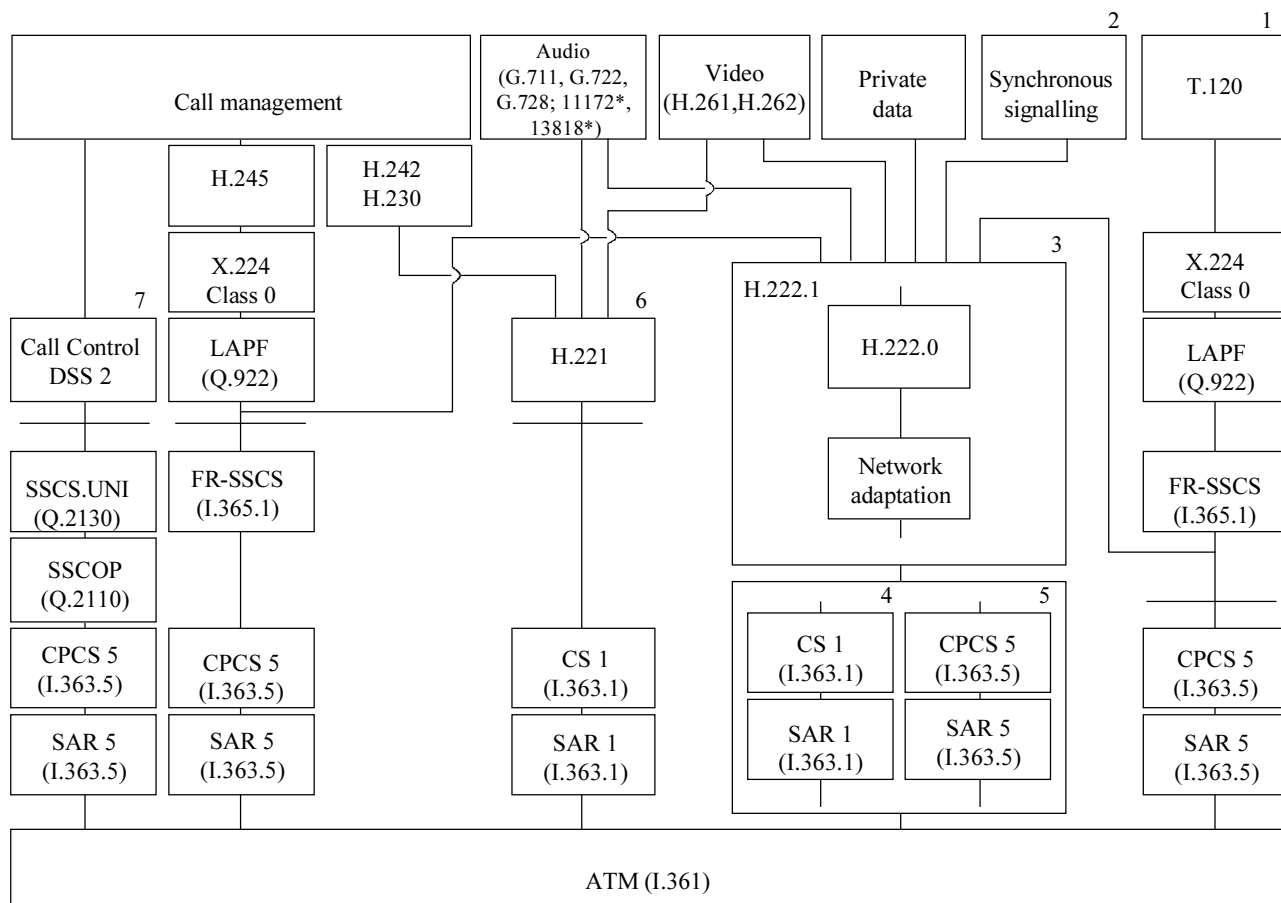 2
1
Call management
Audio
(G.711, G.722,
G.728; 11172*,
13818*)
Video
(H.261,H.262)
Private
data
Synchronous
signalling
T.120
H.245
H.242
H.230
X.224
Class 0
3
H.222.1
X.224
Class 0
7
6
Call Control
DSS 2
LAPF
(Q.922)
H.221
H.222.0
LAPF
(Q.922)
SSCS.UNI
(Q.2130)
FR-SSCS
(I.365.1)
Network
adaptation
FR-SSCS
(I.365.1)
SSCOP
(Q.2110)
4
5
CPCS 5
(I.363.5)
CPCS 5
(I.363.5)
CS 1
(I.363.1)
CS 1
(I.363.1)
CPCS 5
(I.363.5)
CPCS 5
(I.363.5)
SAR 5
(I.363.5)
SAR 5
(I.363.5)
SAR 1
(I.363.1)
SAR 1
(I.363.1)
SAR 5
(I.363.5)
SAR 5
(I.363.5)
ATM (I.361)